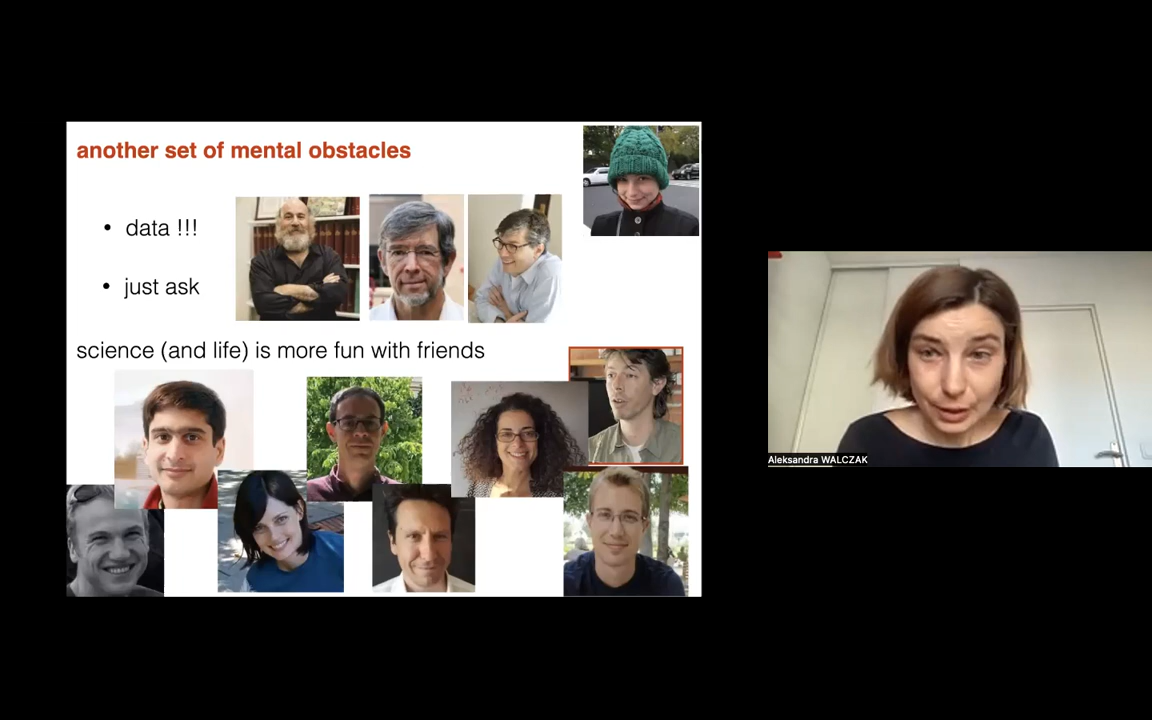 another set of mental obstacles
• data !!!
• just ask
science (and life) is more fun with friends
Aleksandra WALCZAK